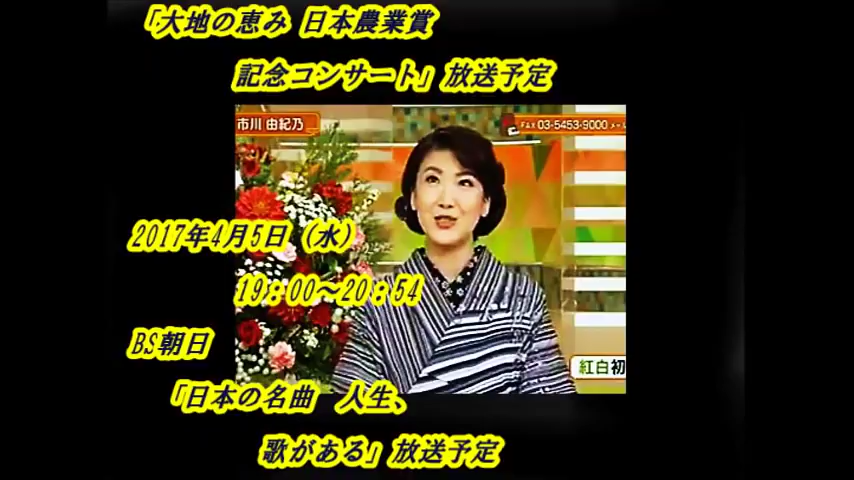 「大地の恵み 日本農業賞
記念コンサート」放送予定
市川 由紀乃
FAX 03-5453-9000 メール
2017年4月5日（水）
19：00～20：54
BS朝日
紅白初
「日本の名曲　人生、
歌がある」放送予定